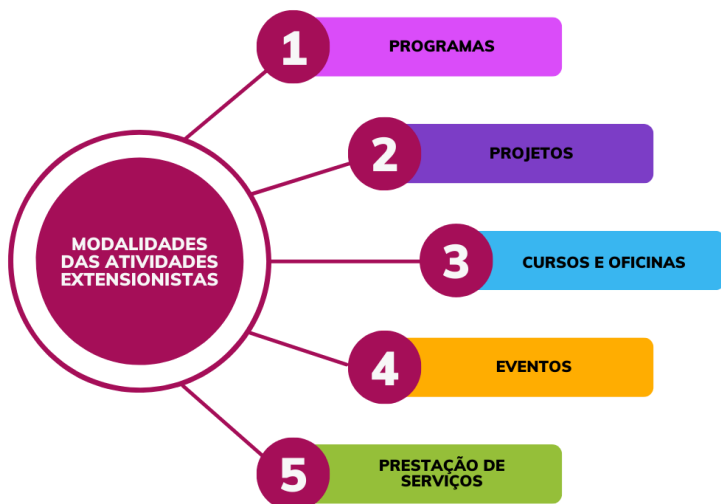 MODALIDADES
DAS ATIVIDADES
EXTENSIONISTAS
1
PROGRAMAS
2
PROJETOS
3
CURSOS E OFICINAS
4
EVENTOS
5
PRESTAÇÃO DE
SERVIÇOS